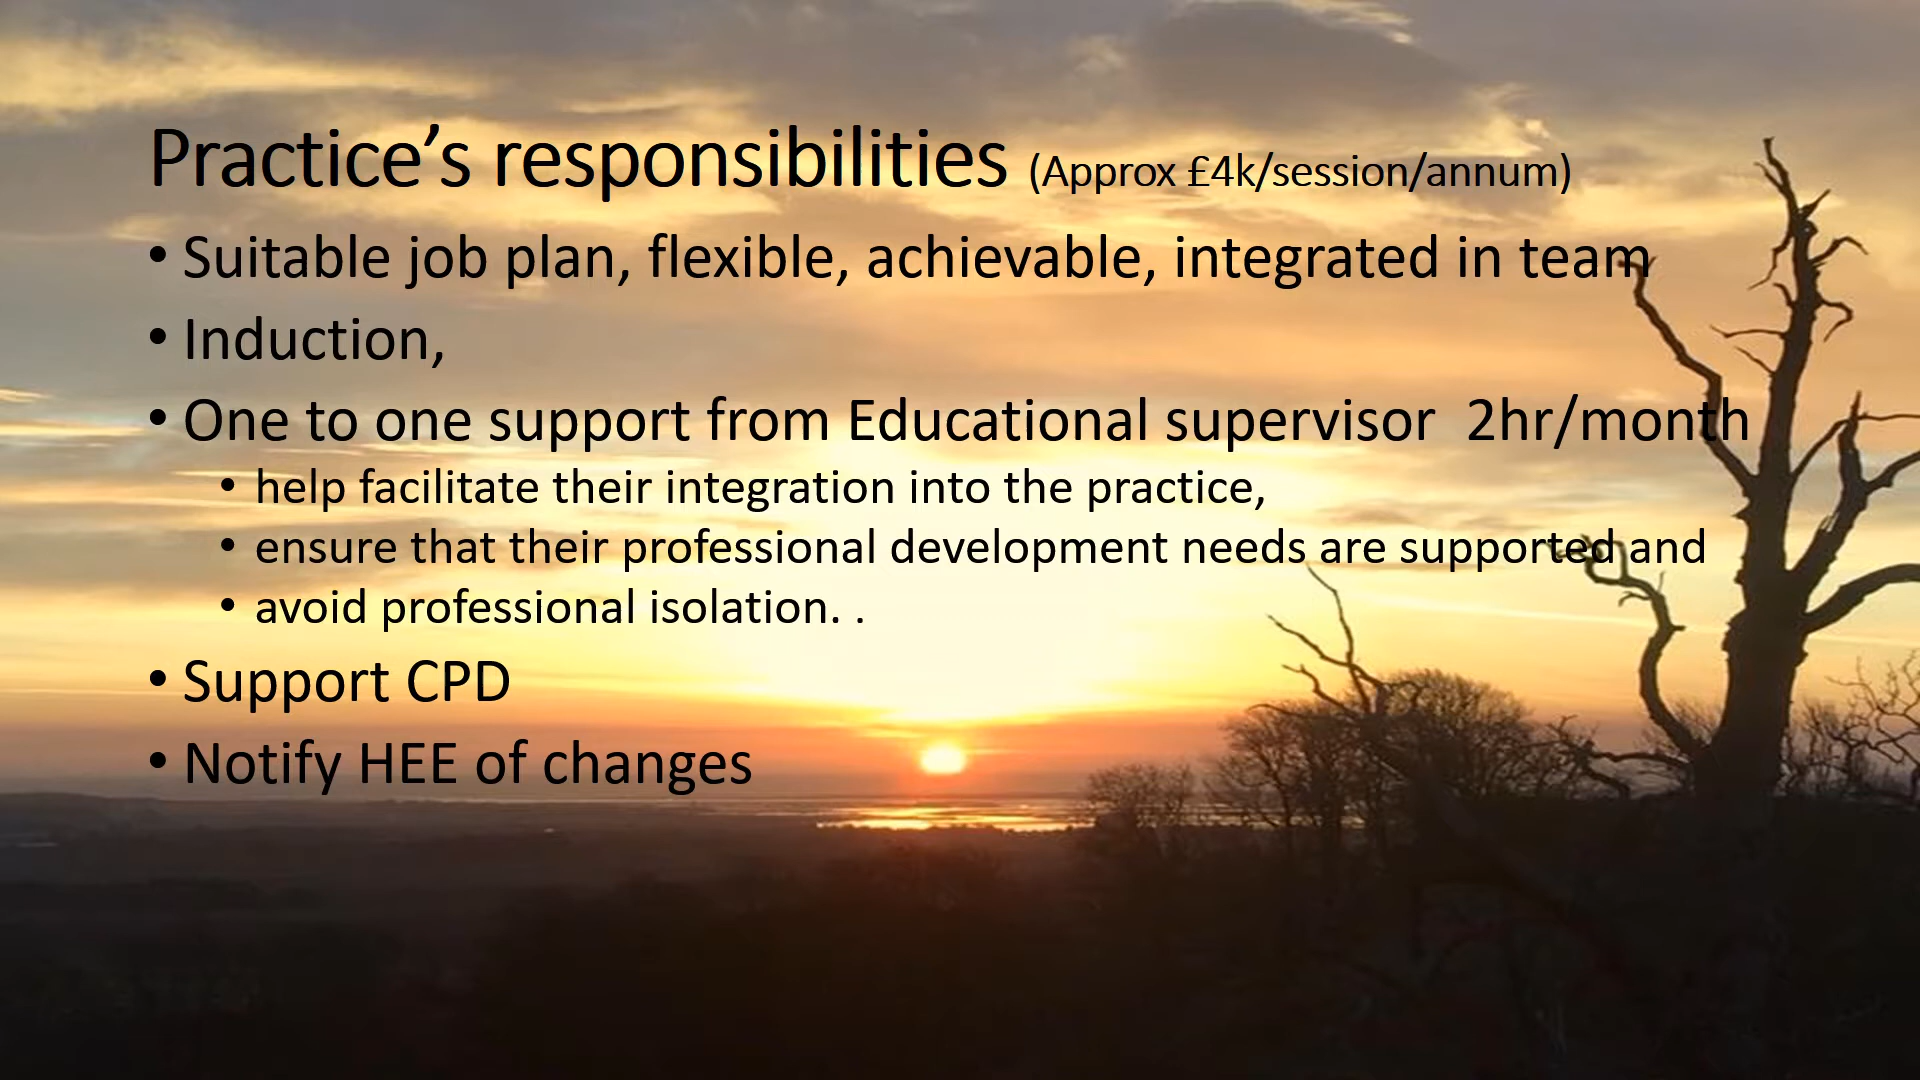 Practice’s responsibilities (Approx £4k/session/annum)
• Suitable job plan, flexible, achievable, integrated in team
• Induction,
• One to one support from Educational supervisor  2hr/month
• help facilitate their integration into the practice,
• ensure that their professional development needs are supported and
• avoid professional isolation. .
• Support CPD
• Notify HEE of changes